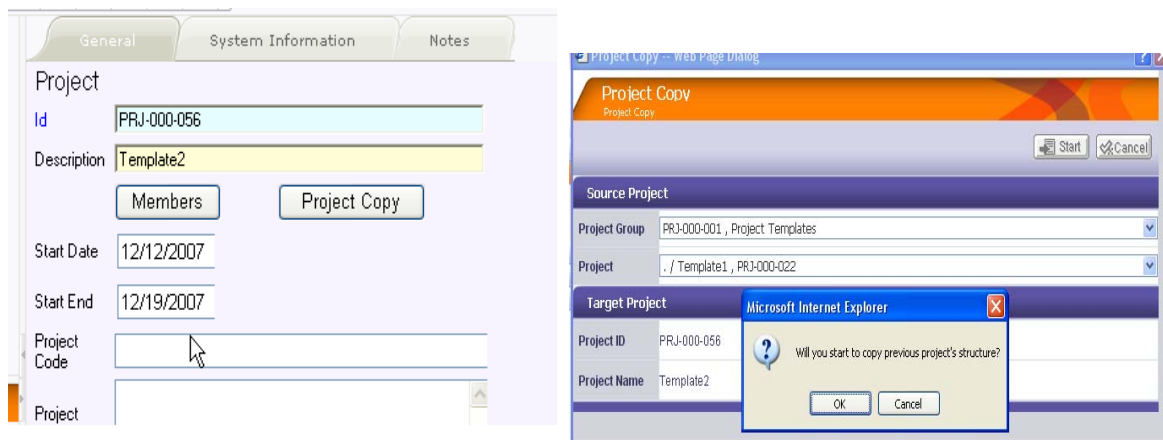 General System Information Notes
Project
Id PRJ-000-056
Description Template2
Members Project Copy
Start Date 12/12/2007
Start End 12/19/2007
Project
Code
Project
Project Copy -- Web Page Dialog
Project Copy
Project Copy
Start Cancel
Source Project
Project Group PRJ-000-001 , Project Templates
Project . / Template1 , PRJ-000-022
Target Project
Microsoft Internet Explorer
Project ID PRJ-000-056
Will you start to copy previous project's structure?
Project Name Template2
OK Cancel